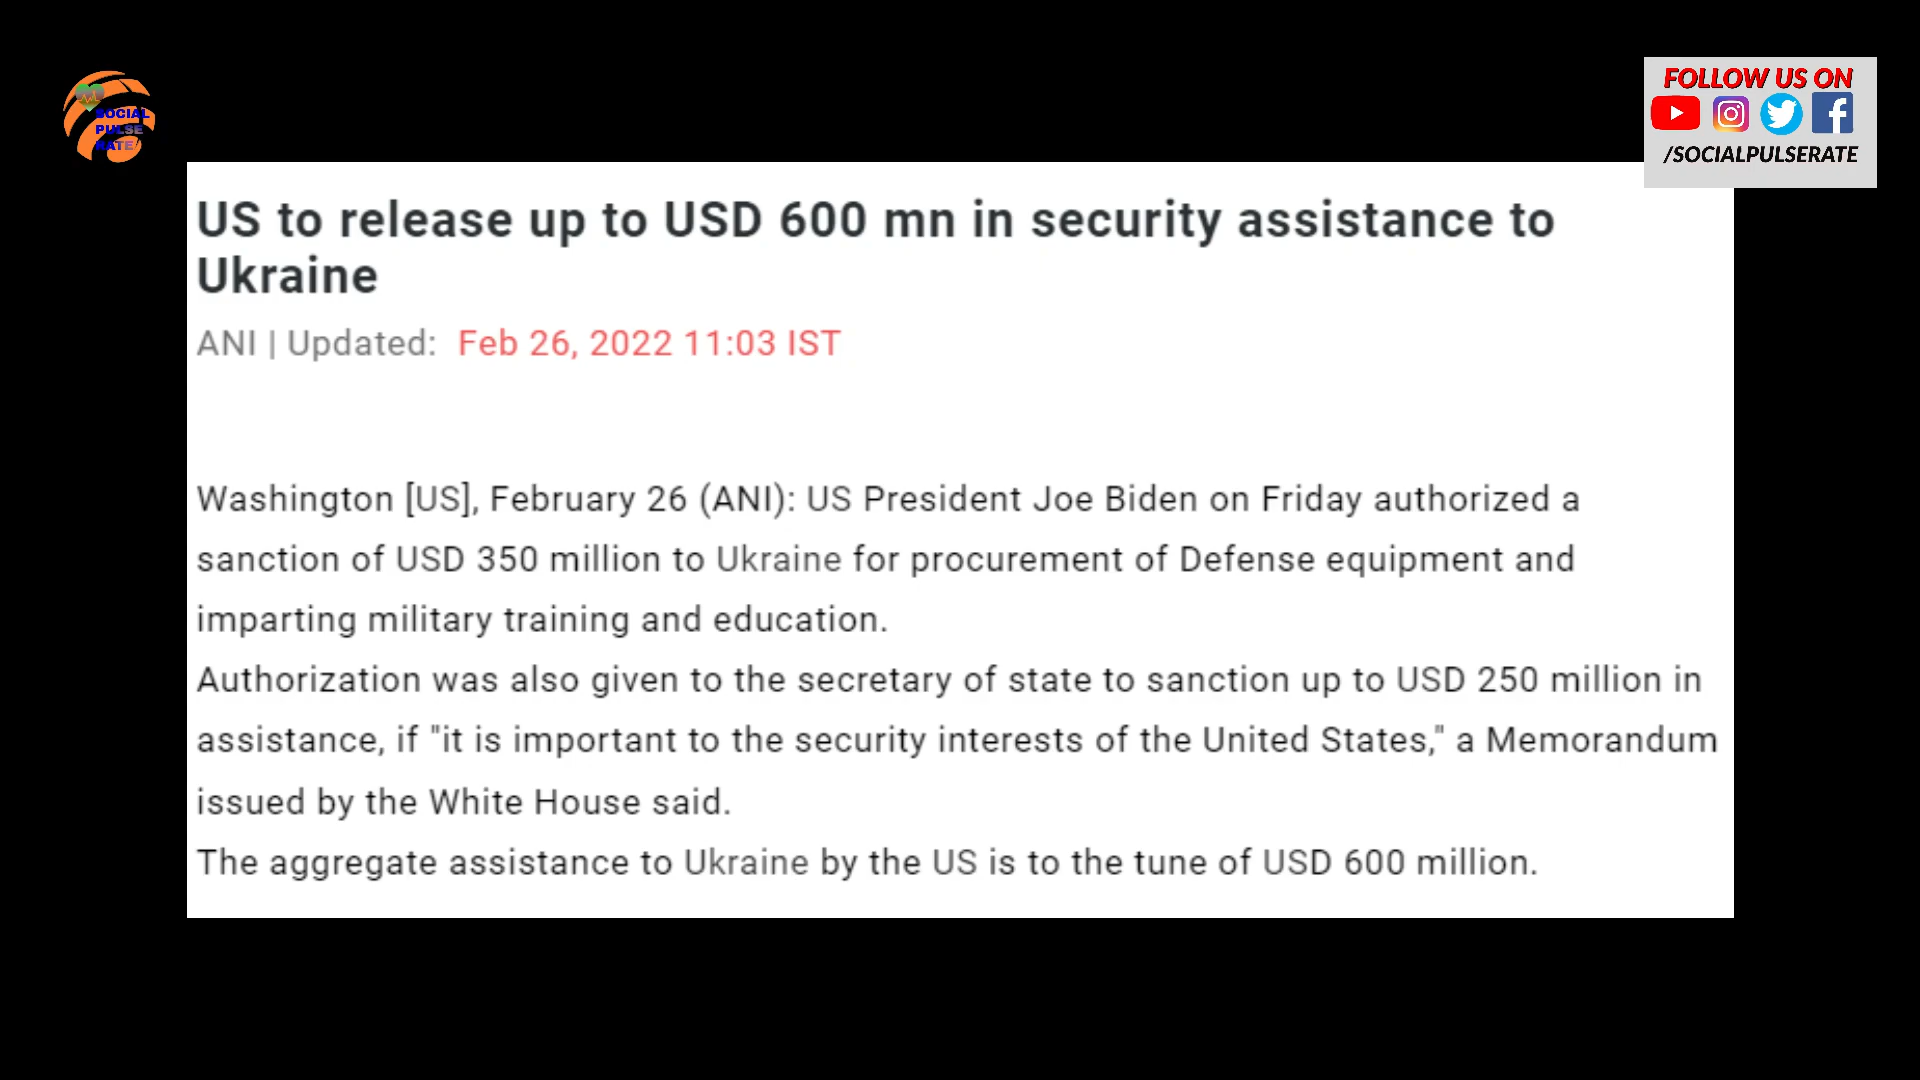 SOCIAL
PULSE
RATE
FOLLOW US ON
/SOCIALPULSERATE
US to release up to USD 600 mn in security assistance to
Ukraine
ANI | Updated: Feb 26, 2022 11:03 IST
Washington [US], February 26 (ANI): US President Joe Biden on Friday authorized a
sanction of USD 350 million to Ukraine for procurement of Defense equipment and
imparting military training and education.
Authorization was also given to the secretary of state to sanction up to USD 250 million in
assistance, if "it is important to the security interests of the United States," a Memorandum
issued by the White House said.
The aggregate assistance to Ukraine by the US is to the tune of USD 600 million.